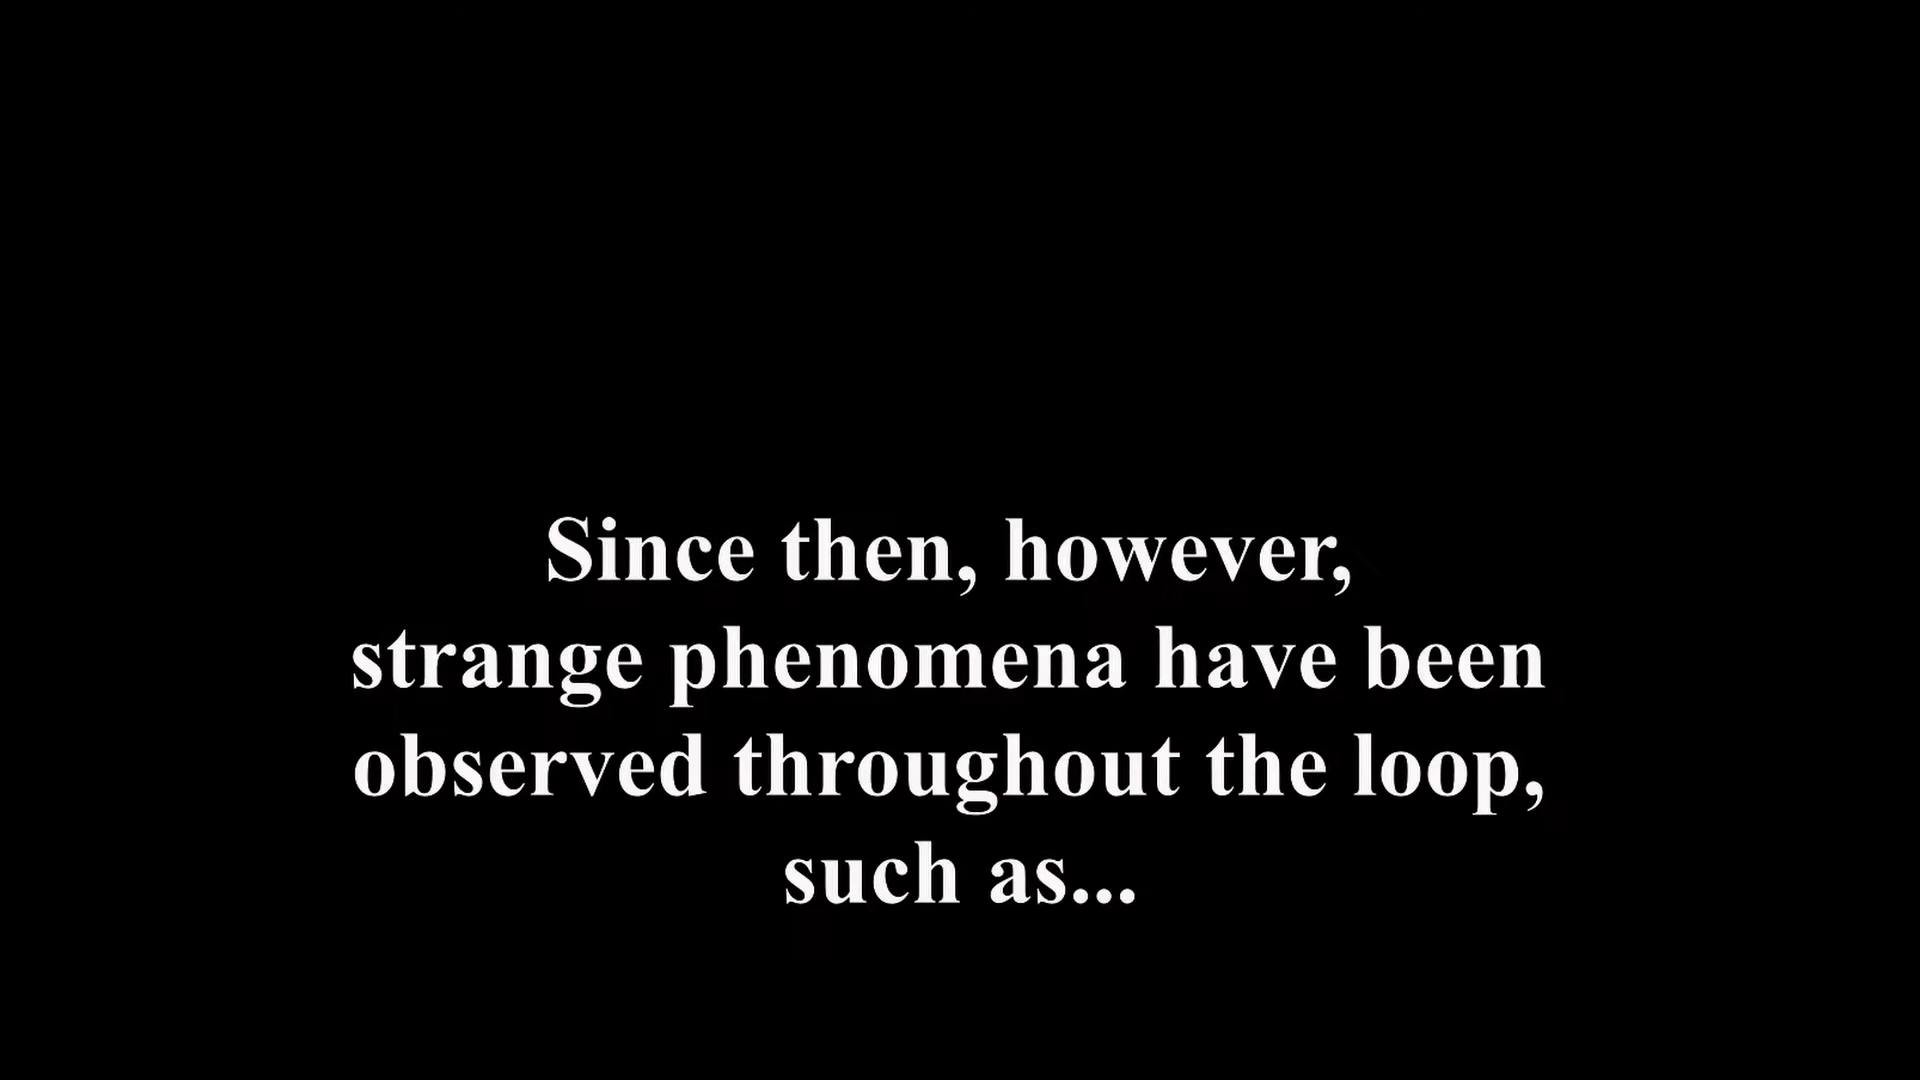 Since then, however,
strange phenomena have been
observed throughout the loop,
such as...